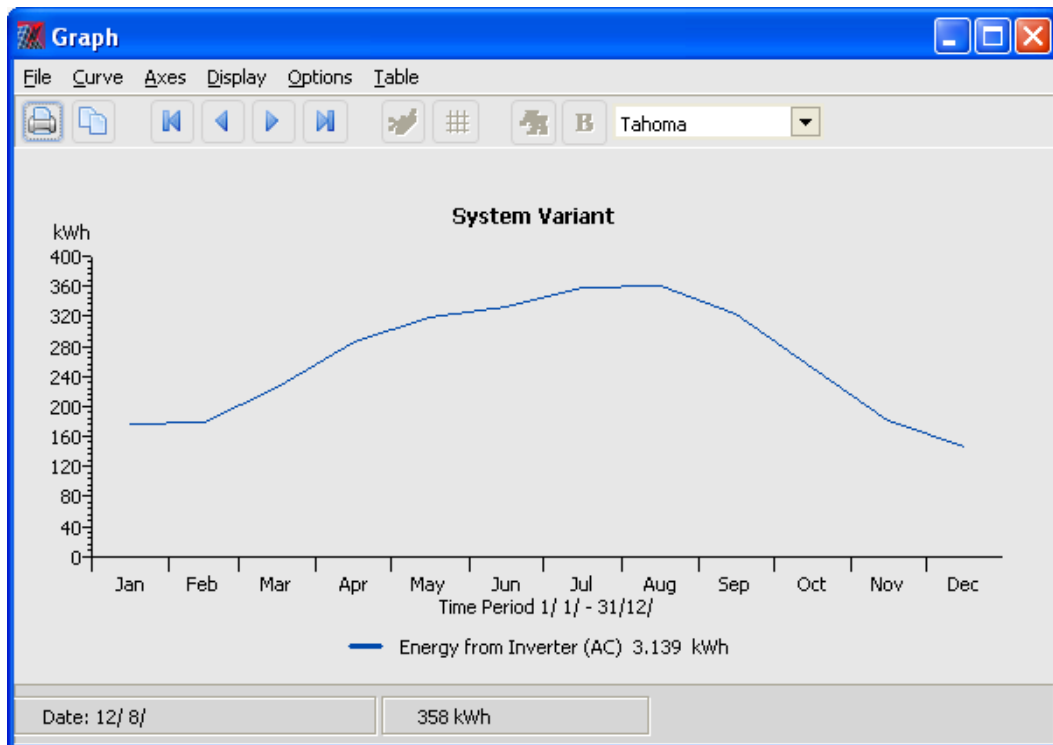 Graph
File Curve Axes Display Options Table
B Tahoma
System Variant
kWh
400
360
320
280
240
200
160
120
80
40
0
Jan Feb Mar Apr May Jun Jul Aug Sep Oct Nov Dec
Time Period 1/ 1/ - 31/12/
Energy from Inverter (AC) 3.139 kWh
Date: 12/ 8/ 358 kWh